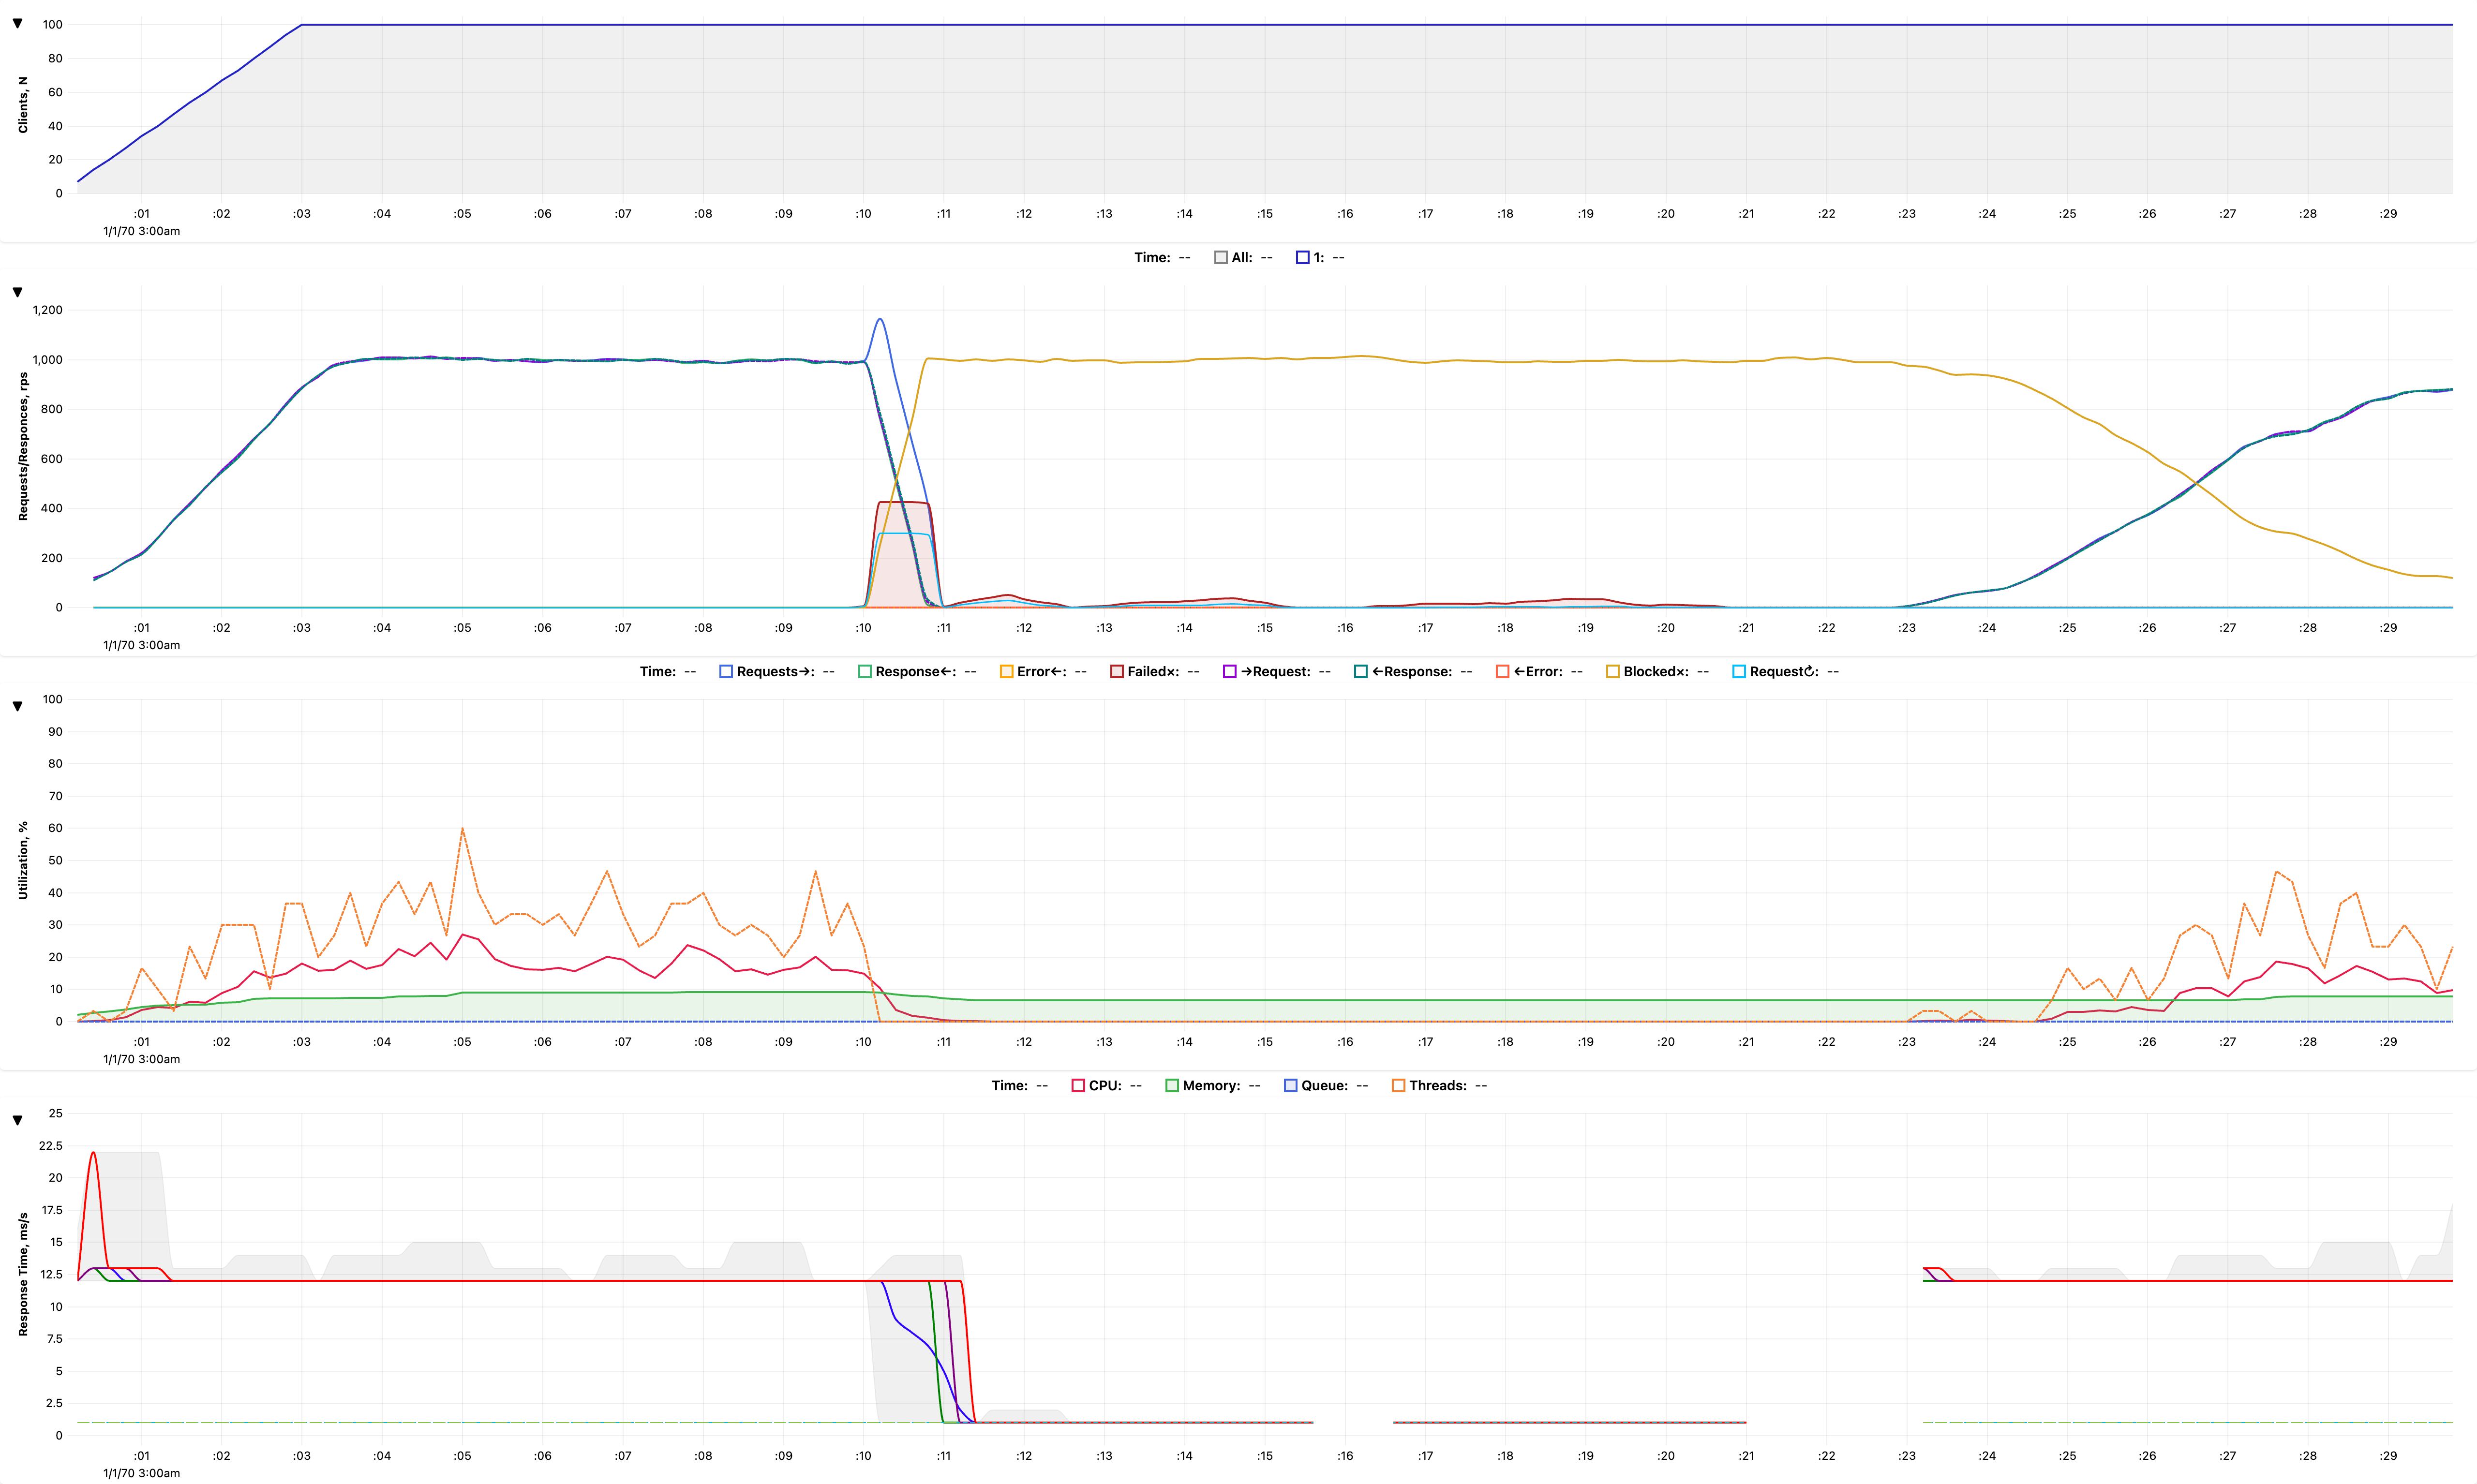 ▼
Clients, N
100
80
60
40
20
0
:01 :02 :03 :04 :05 :06 :07 :08 :09 :10 :11 :12 :13 :14 :15 :16 :17 :18 :19 :20 :21 :22 :23 :24 :25 :26 :27 :28 :29
1/1/70 3:00am
Time: -- All: -- 1: --
▼
Requests/Responces, rps
1,200
1,000
800
600
400
200
0
:01 :02 :03 :04 :05 :06 :07 :08 :09 :10 :11 :12 :13 :14 :15 :16 :17 :18 :19 :20 :21 :22 :23 :24 :25 :26 :27 :28 :29
1/1/70 3:00am
Time: -- Requests→: -- Response←: -- Error←: -- Failed×: -- →Request: -- ←Response: -- ←Error: -- Blocked×: -- Request↻: --
▼
Utilization, %
100
90
80
70
60
50
40
30
20
10
0
:01 :02 :03 :04 :05 :06 :07 :08 :09 :10 :11 :12 :13 :14 :15 :16 :17 :18 :19 :20 :21 :22 :23 :24 :25 :26 :27 :28 :29
1/1/70 3:00am
Time: -- CPU: -- Memory: -- Queue: -- Threads: --
▼
Response Time, ms/s
25
22.5
20
17.5
15
12.5
10
7.5
5
2.5
0
:01 :02 :03 :04 :05 :06 :07 :08 :09 :10 :11 :12 :13 :14 :15 :16 :17 :18 :19 :20 :21 :22 :23 :24 :25 :26 :27 :28 :29
1/1/70 3:00am